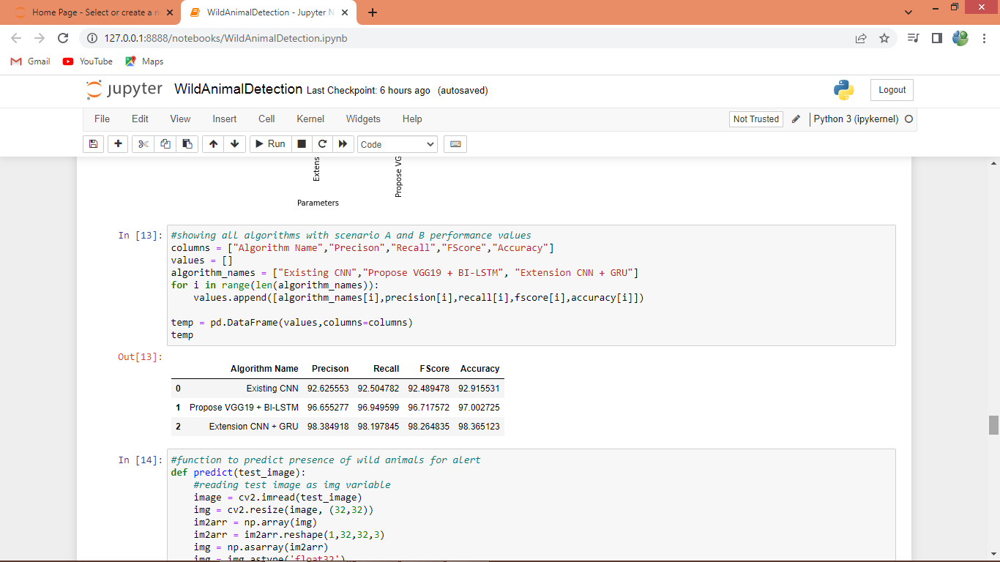 Home Page - Select or create a n
WildAnimalDetection - Jupyter N
127.0.0.1:8888/notebooks/WildAnimalDetection.ipynb
Gmail YouTube Maps
jupyter WildAnimalDetection Last Checkpoint: 6 hours ago (autosaved) Logout
File Edit View Insert Cell Kernel Widgets Help Not Trusted Python 3 (ipykernel)
Run Code
Extens
Propose VG
Parameters
In [13]: #showing all algorithms with scenario A and B performance values
columns = ["Algorithm Name","Precison","Recall","FScore","Accuracy"]
values = []
algorithm_names = ["Existing CNN","Propose VGG19 + BI-LSTM", "Extension CNN + GRU"]
for i in range(len(algorithm_names)):
    values.append([algorithm_names[i],precision[i],recall[i],fscore[i],accuracy[i]])
temp = pd.DataFrame(values,columns=columns)
temp
Out[13]:
Algorithm Name Precison Recall FScore Accuracy
0 Existing CNN 92.625553 92.504782 92.489478 92.915531
1 Propose VGG19 + BI-LSTM 96.655277 96.949599 96.717572 97.002725
2 Extension CNN + GRU 98.384918 98.197845 98.264835 98.365123
In [14]: #function to predict presence of wild animals for alert
def predict(test_image):
    #reading test image as img variable
    image = cv2.imread(test_image)
    img = cv2.resize(image, (32,32))
    im2arr = np.array(img)
    im2arr = im2arr.reshape(1,32,32,3)
    img = np.asarray(im2arr)
    img = img.astype('float32')